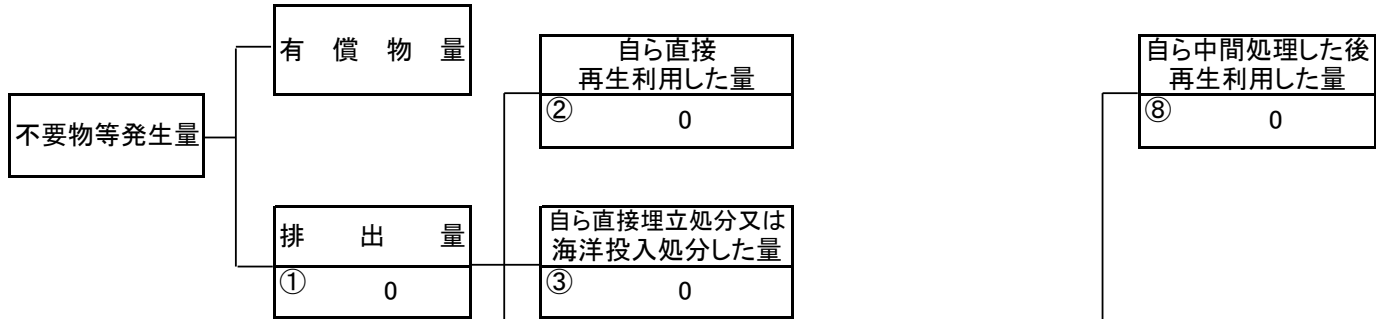 有償物量
自ら直接
再生利用した量
② 0
自ら中間処理した後
再生利用した量
⑧ 0
不要物等発生量
排出量
① 0
自ら直接埋立処分又は
海洋投入処分した量
③ 0